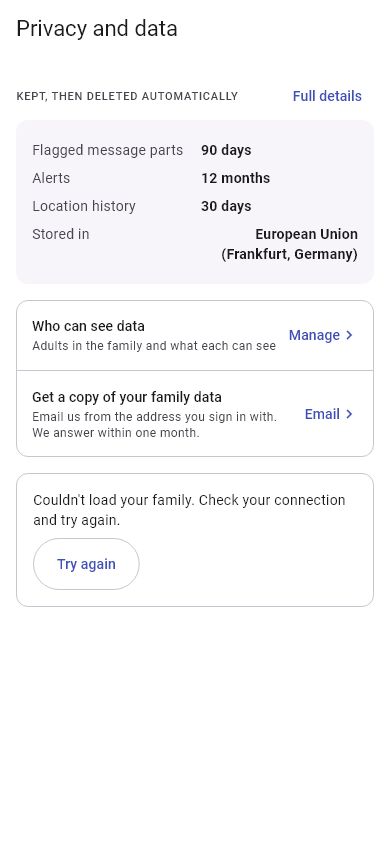 Privacy and data
KEPT, THEN DELETED AUTOMATICALLY Full details
Flagged message parts 90 days
Alerts 12 months
Location history 30 days
Stored in European Union
(Frankfurt, Germany)
Who can see data
Adults in the family and what each can see
Manage
Get a copy of your family data
Email us from the address you sign in with.
We answer within one month.
Email
Couldn't load your family. Check your connection
and try again.
Try again